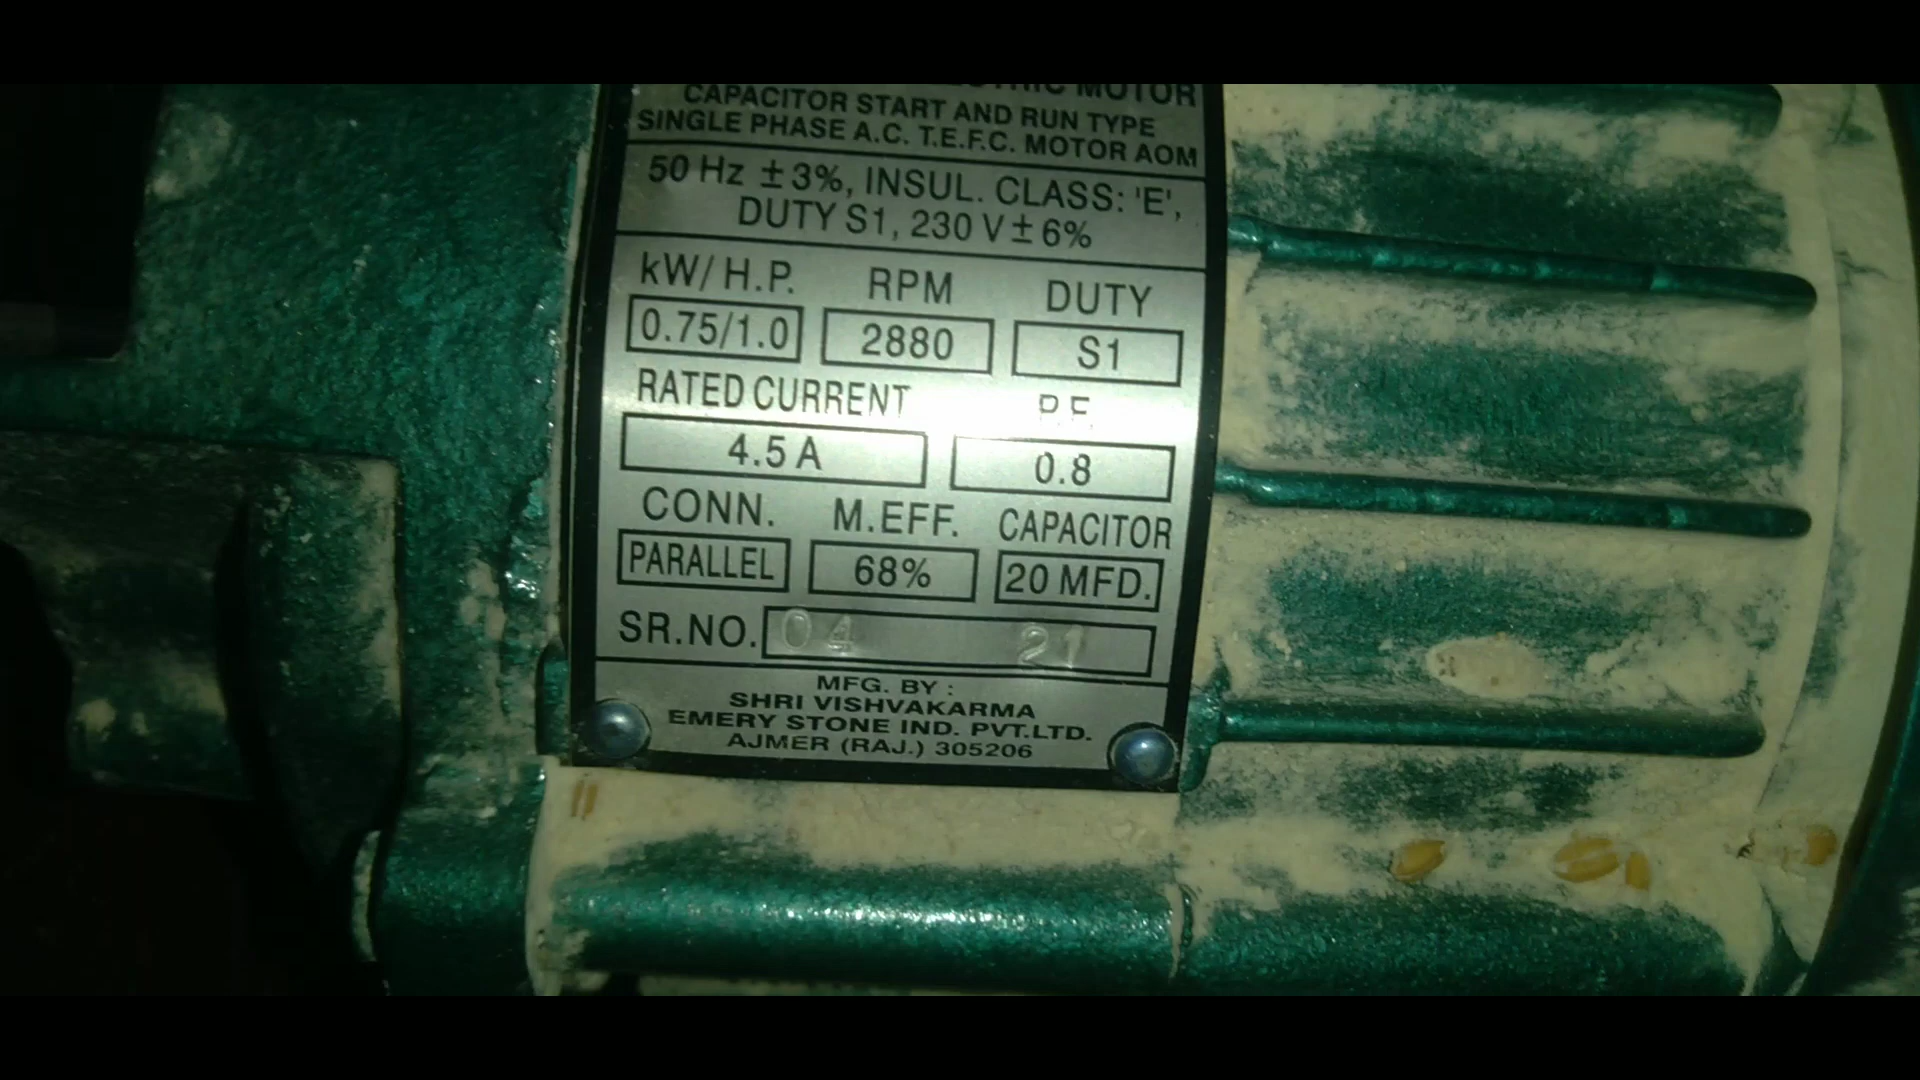 MOTOR
CAPACITOR START AND RUN TYPE
SINGLE PHASE A.C. T.E.F.C. MOTOR AOM
50 Hz ± 3%, INSUL. CLASS: 'E',
DUTY S1, 230 V ± 6%
kW/ H.P. RPM DUTY
0.75/1.0 2880 S1
RATED CURRENT P.F.
4.5 A 0.8
CONN. M.EFF. CAPACITOR
PARALLEL 68% 20 MFD.
SR.NO. 04 21
MFG. BY :
SHRI VISHVAKARMA
EMERY STONE IND. PVT.LTD.
AJMER (RAJ.) 305206